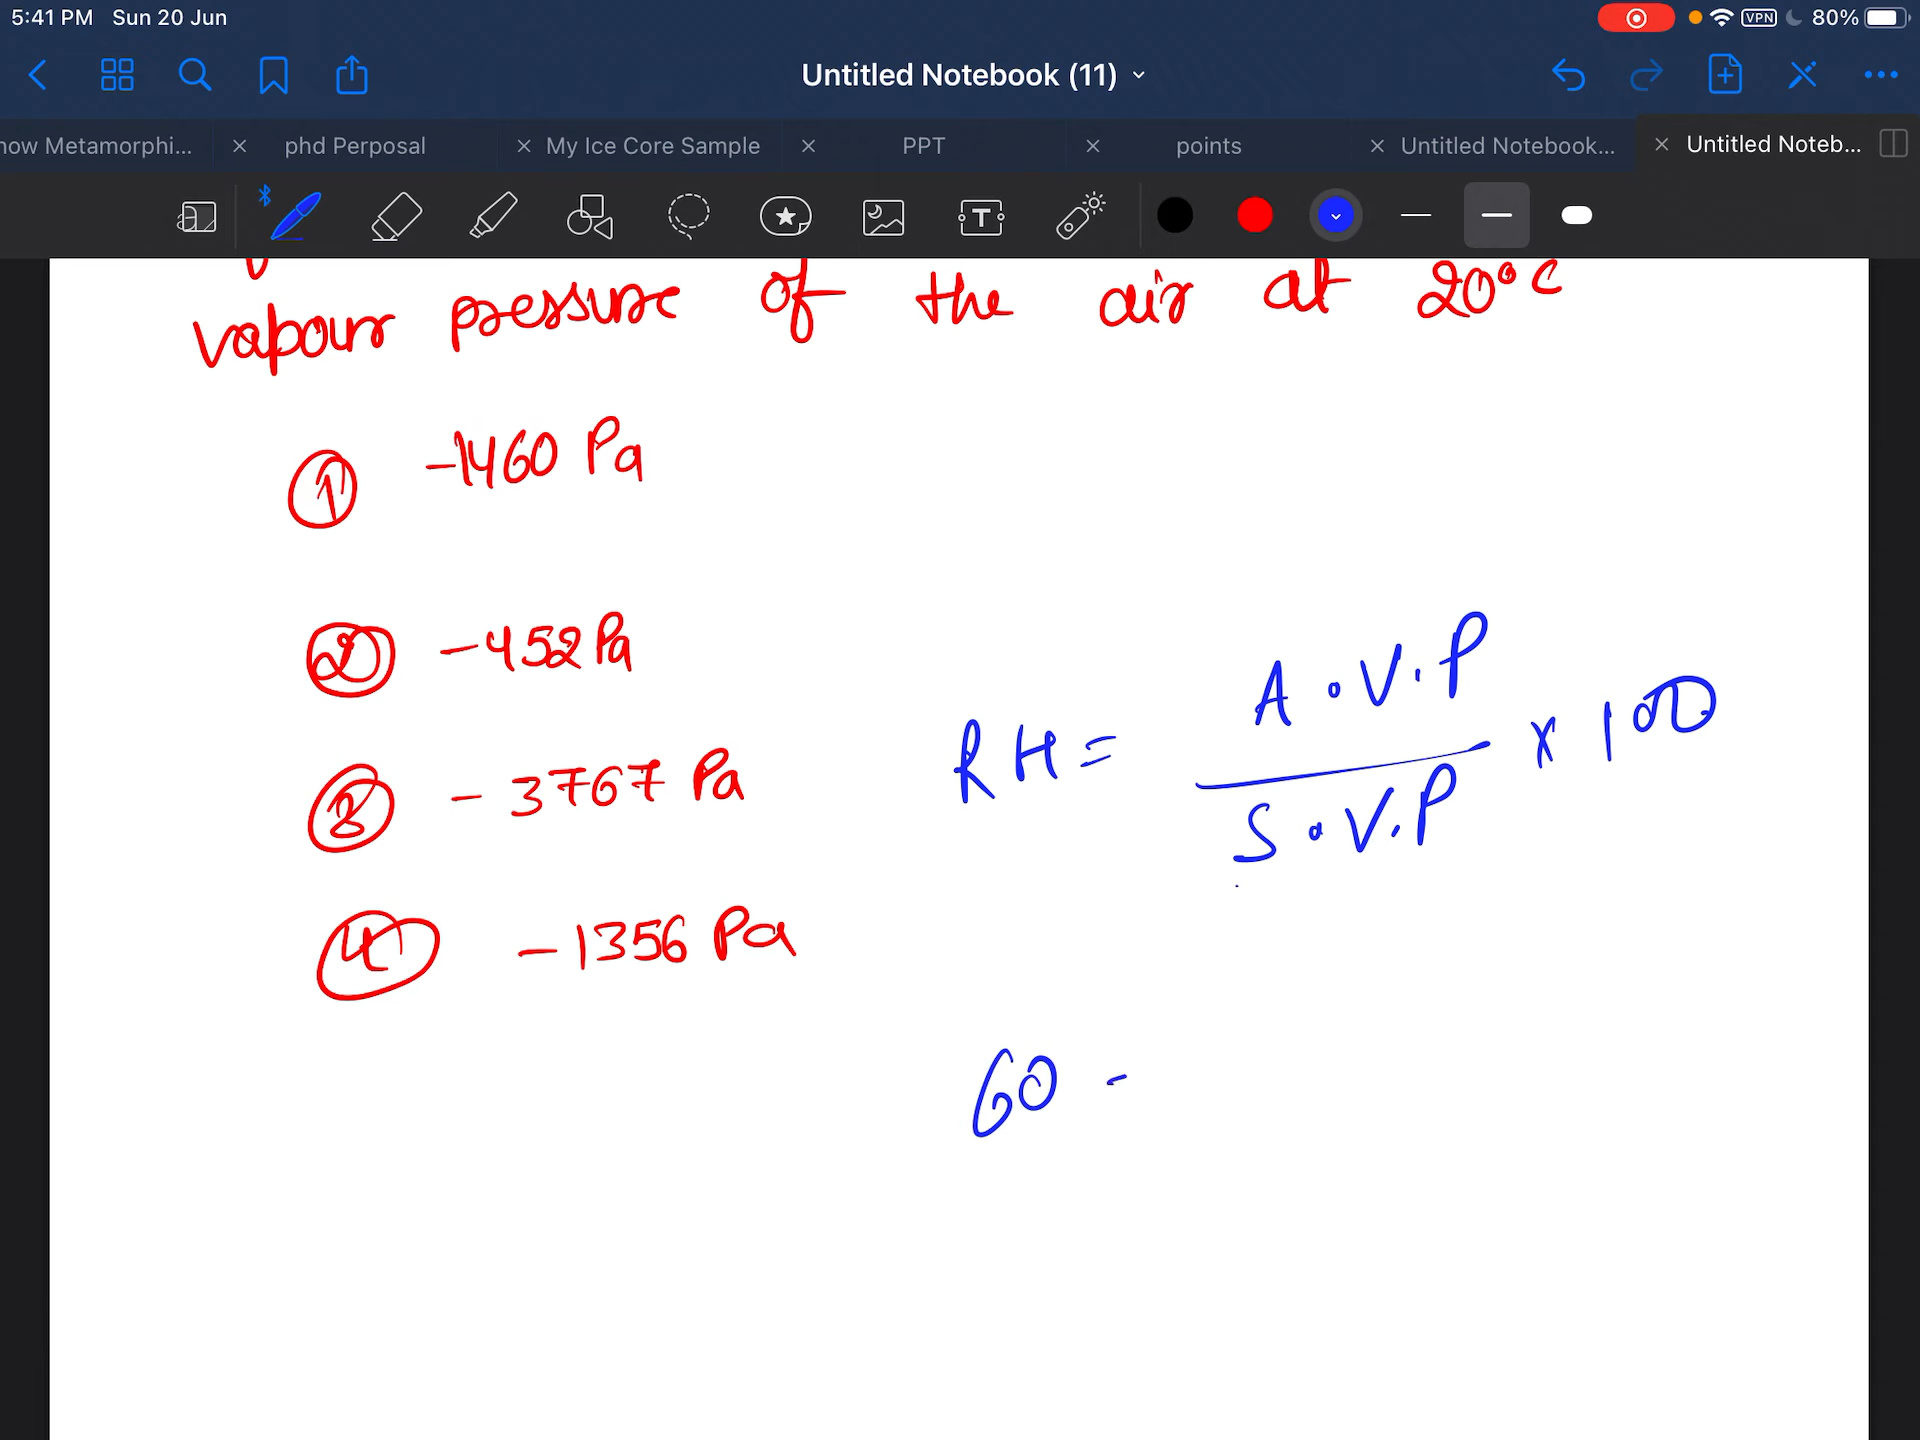 5:41 PM Sun 20 Jun
VPN 80%
Untitled Notebook (11)
now Metamorphi... phd Perposal My Ice Core Sample PPT points Untitled Notebook... Untitled Noteb...
vapour pressure of the air at 20°C
① -1460 Pa
② -452 Pa
③ - 3767 Pa
④ - 1356 Pa
RH = A.V.P / S.V.P x 100
60 -